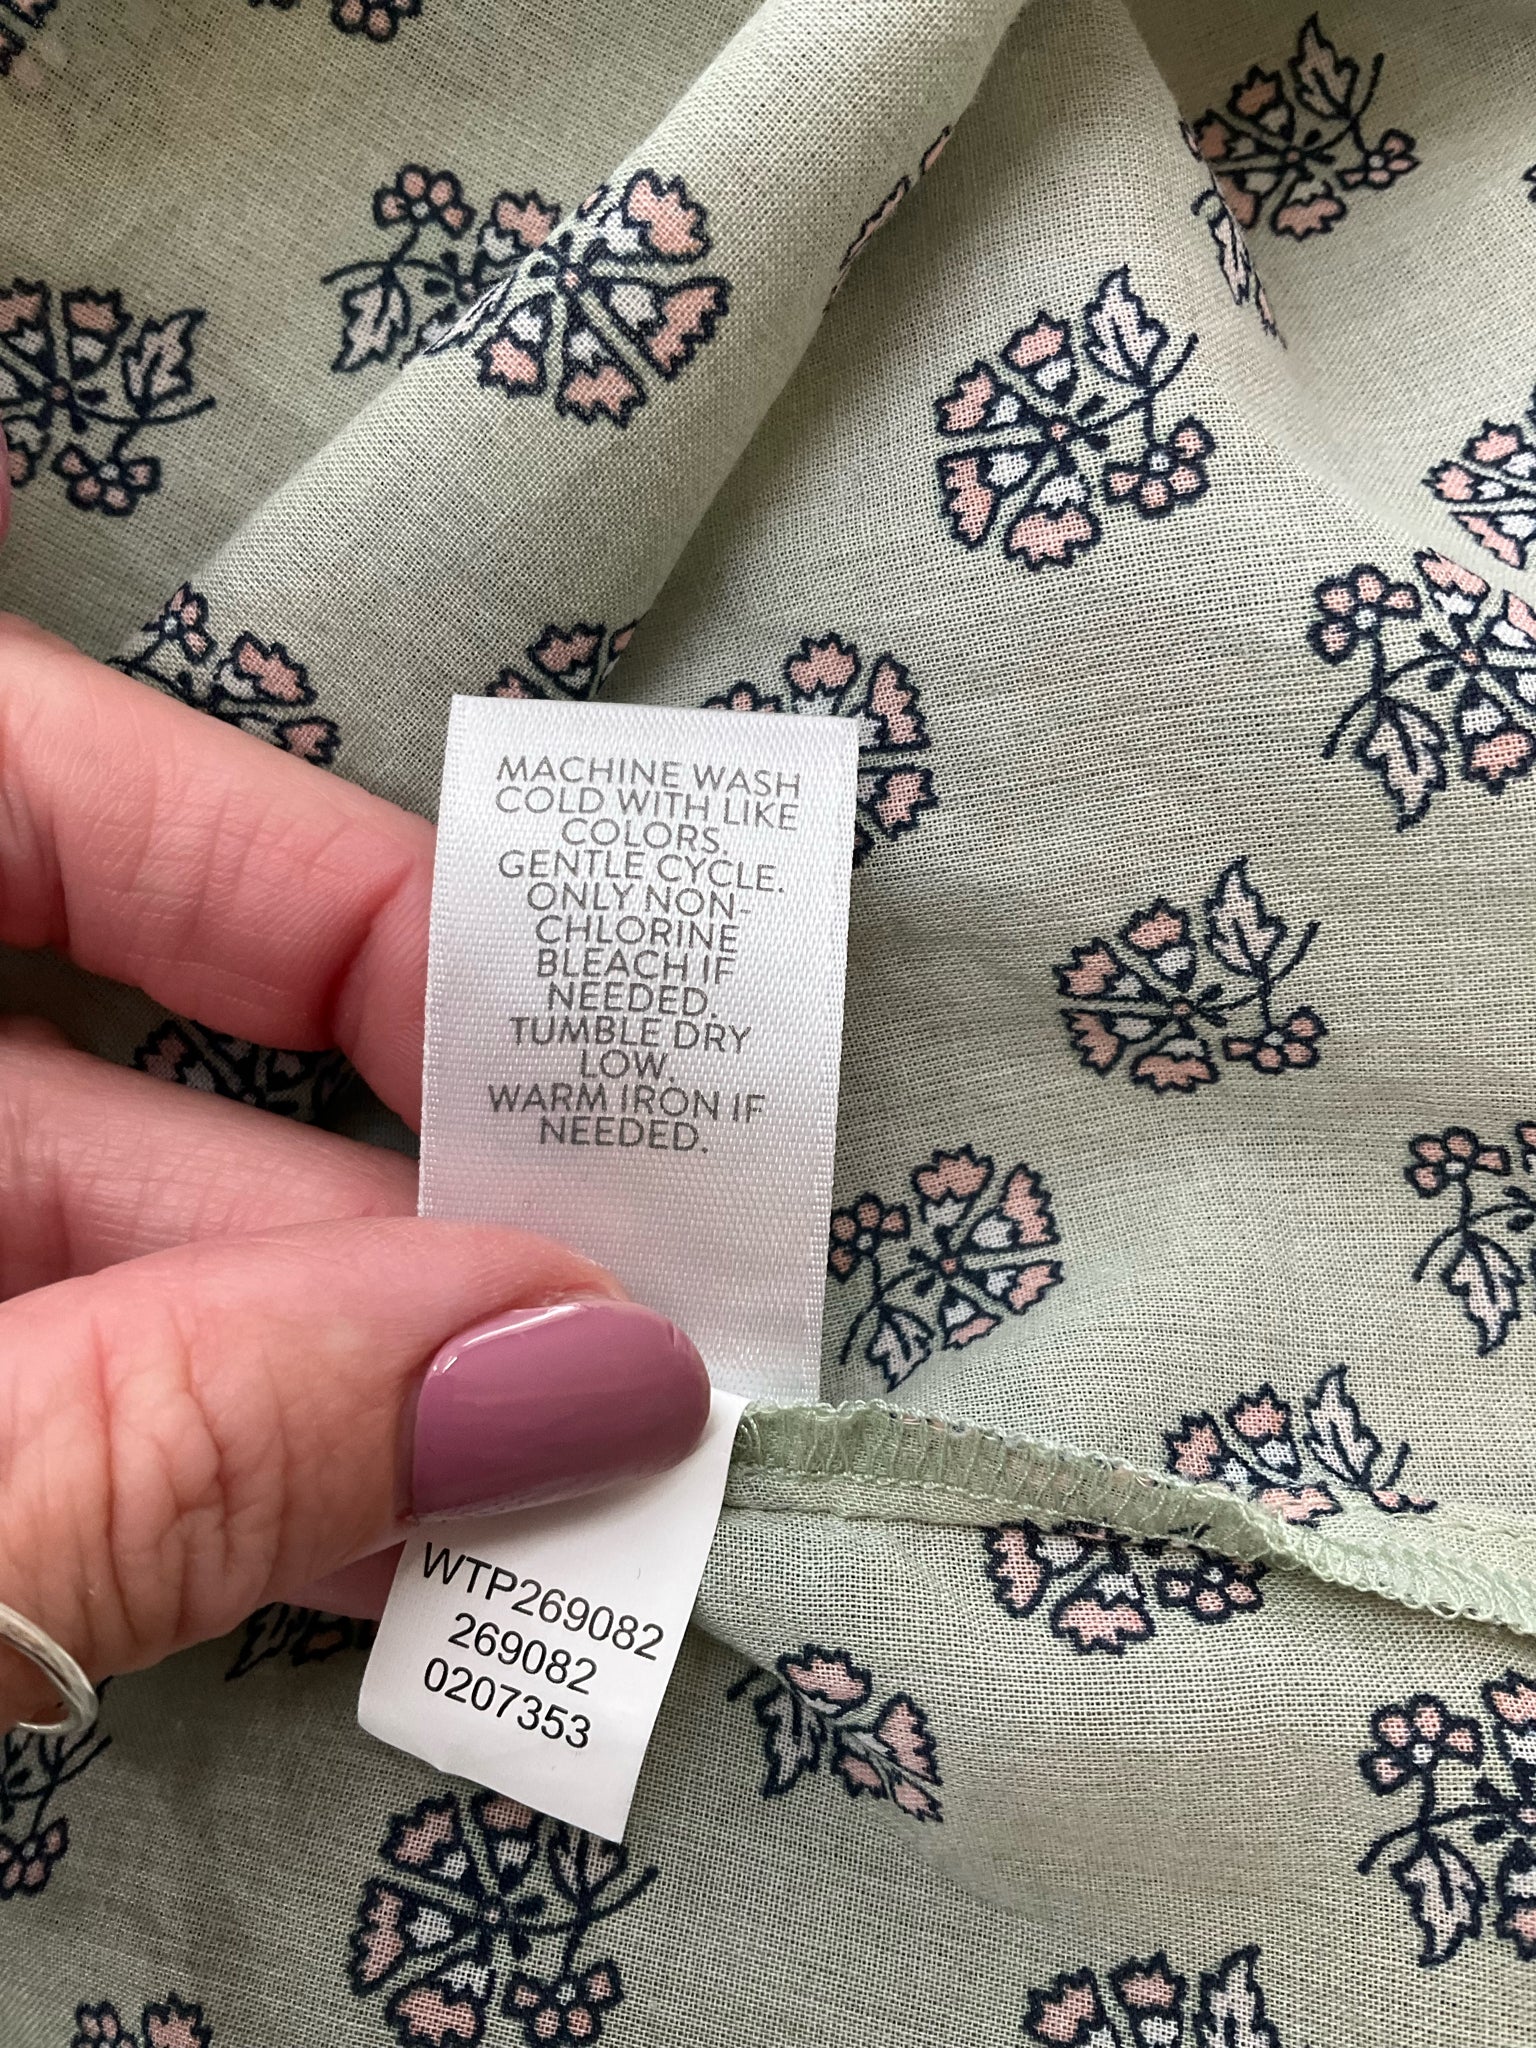 MACHINE WASH
COLD WITH LIKE
COLORS.
GENTLE CYCLE.
ONLY NON-
CHLORINE
BLEACH IF
NEEDED.
TUMBLE DRY
LOW.
WARM IRON IF
NEEDED.
WTP269082
269082
0207353